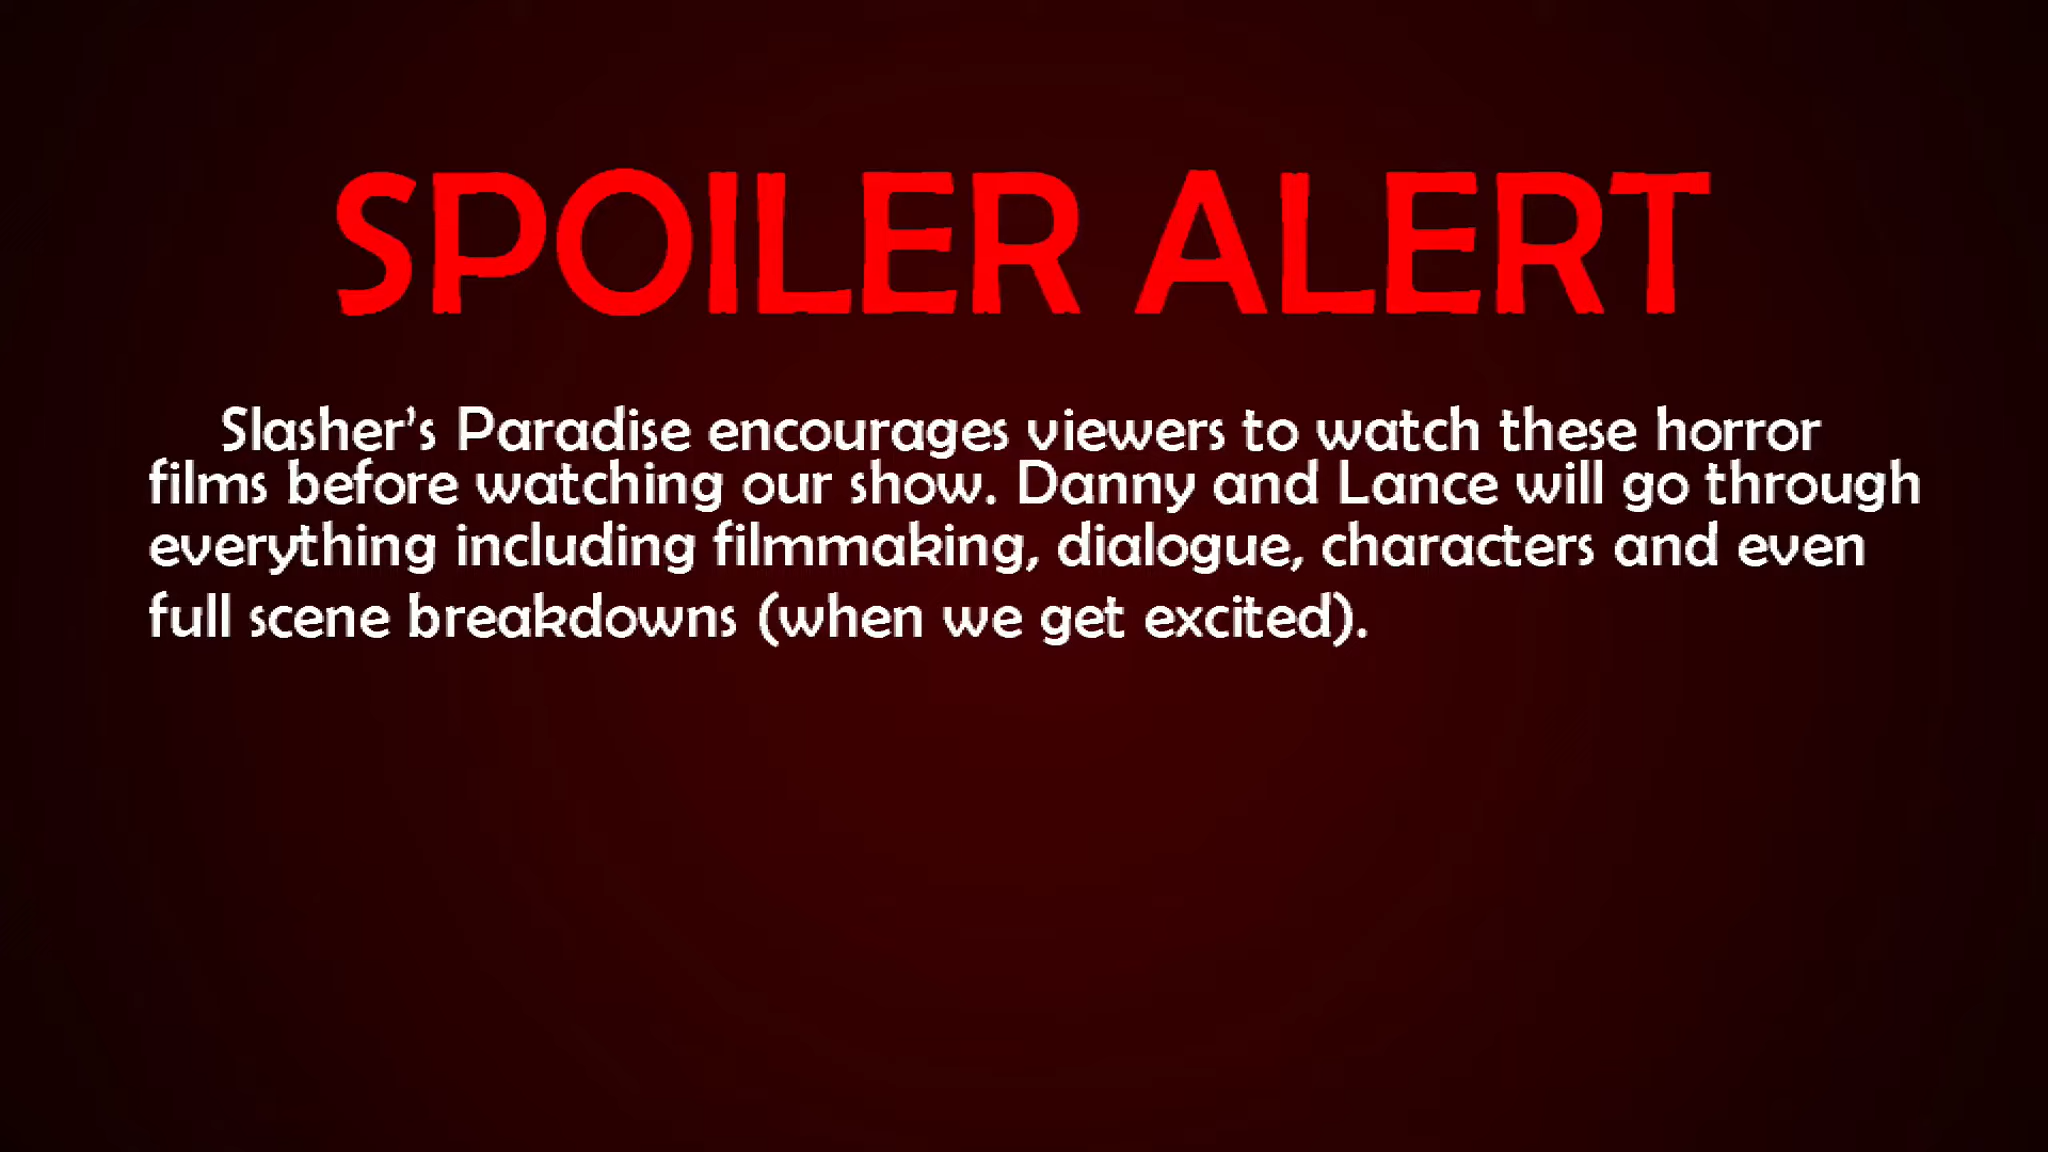 SPOILER ALERT
Slasher's Paradise encourages viewers to watch these horror
films before watching our show. Danny and Lance will go through
everything including filmmaking, dialogue, characters and even
full scene breakdowns (when we get excited).